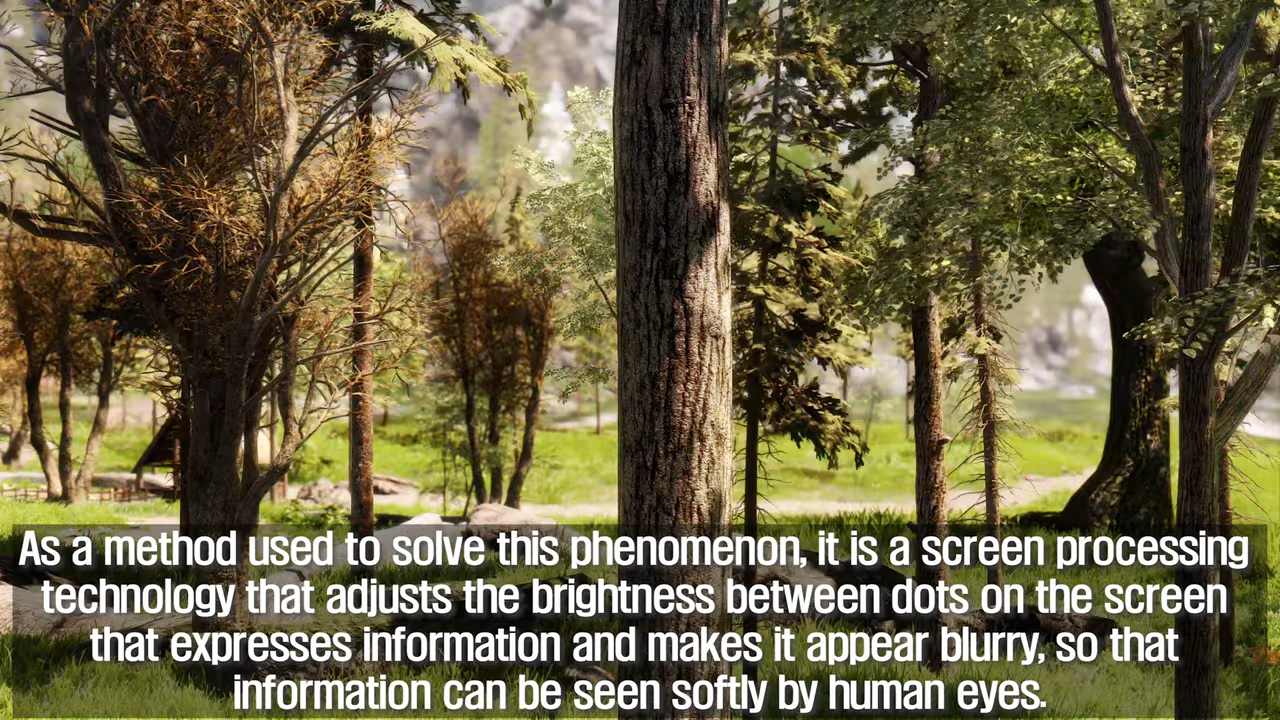 As a method used to solve this phenomenon, it is a screen processing
technology that adjusts the brightness between dots on the screen
that expresses information and makes it appear blurry, so that
information can be seen softly by human eyes.